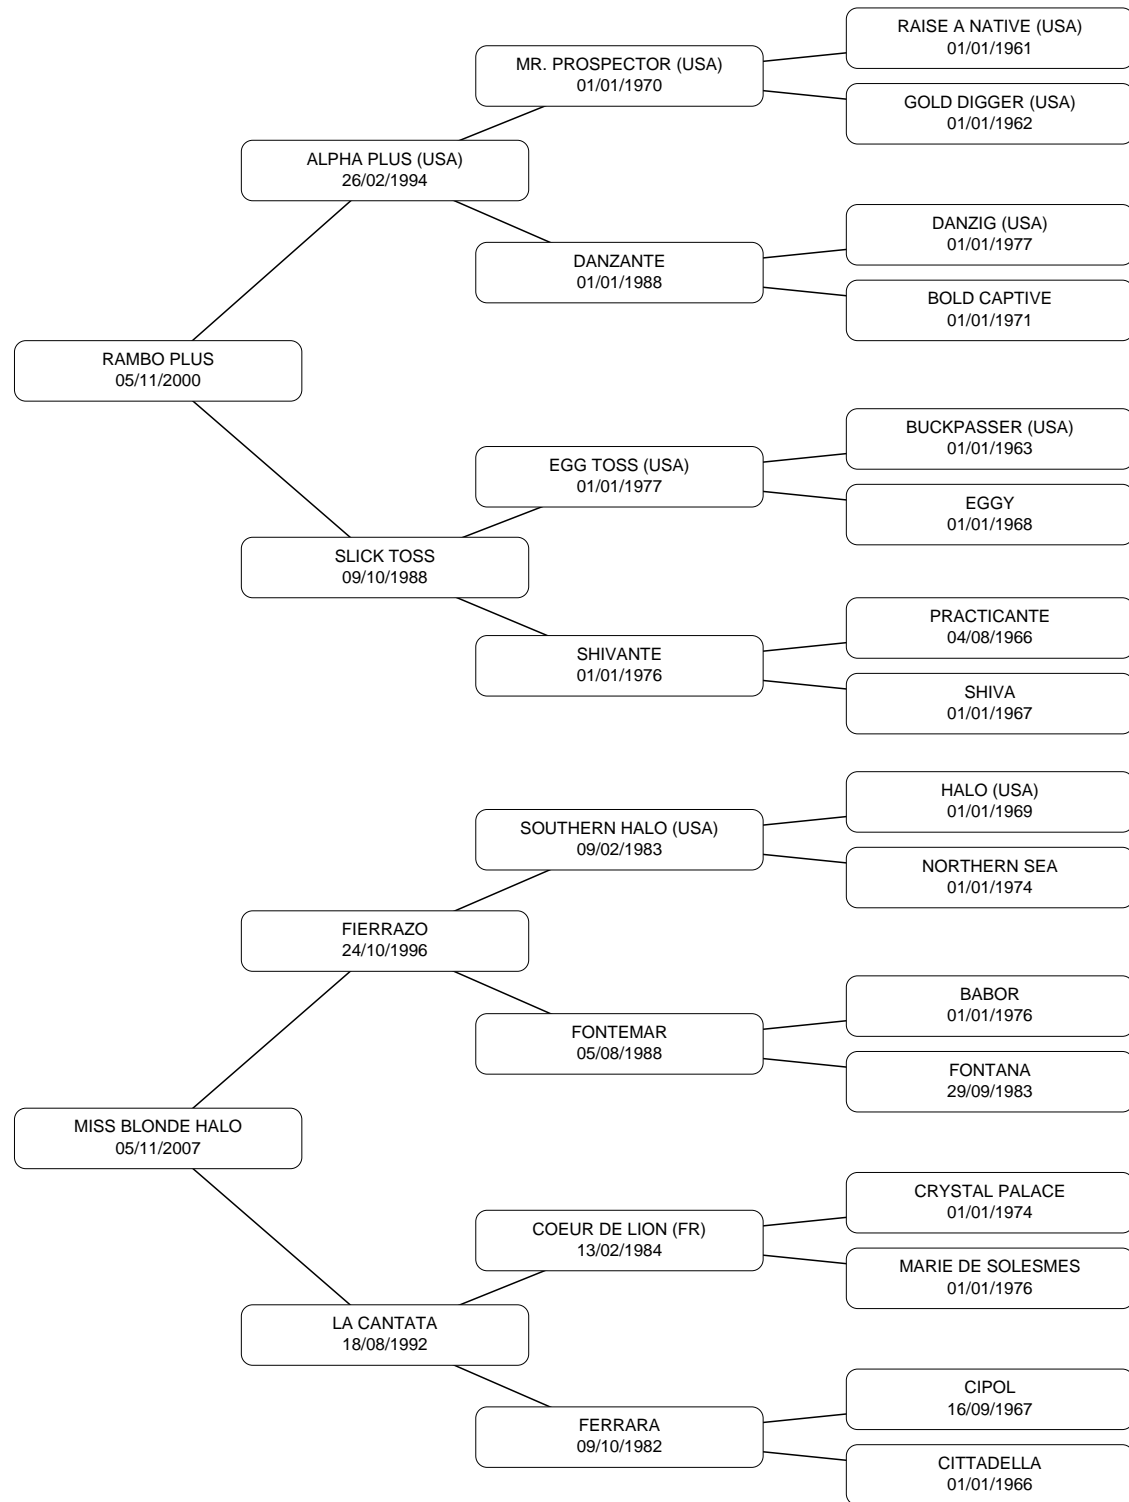 RAISE A NATIVE (USA)
01/01/1961
MR. PROSPECTOR (USA)
01/01/1970
GOLD DIGGER (USA)
01/01/1962
ALPHA PLUS (USA)
26/02/1994
DANZIG (USA)
01/01/1977
DANZANTE
01/01/1988
BOLD CAPTIVE
01/01/1971
RAMBO PLUS
05/11/2000
BUCKPASSER (USA)
01/01/1963
EGG TOSS (USA)
01/01/1977
EGGY
01/01/1968
SLICK TOSS
09/10/1988
PRACTICANTE
04/08/1966
SHIVANTE
01/01/1976
SHIVA
01/01/1967
HALO (USA)
01/01/1969
SOUTHERN HALO (USA)
09/02/1983
NORTHERN SEA
01/01/1974
FIERRAZO
24/10/1996
BABOR
01/01/1976
FONTEMAR
05/08/1988
FONTANA
29/09/1983
MISS BLONDE HALO
05/11/2007
CRYSTAL PALACE
01/01/1974
COEUR DE LION (FR)
13/02/1984
MARIE DE SOLESMES
01/01/1976
LA CANTATA
18/08/1992
CIPOL
16/09/1967
FERRARA
09/10/1982
CITTADELLA
01/01/1966